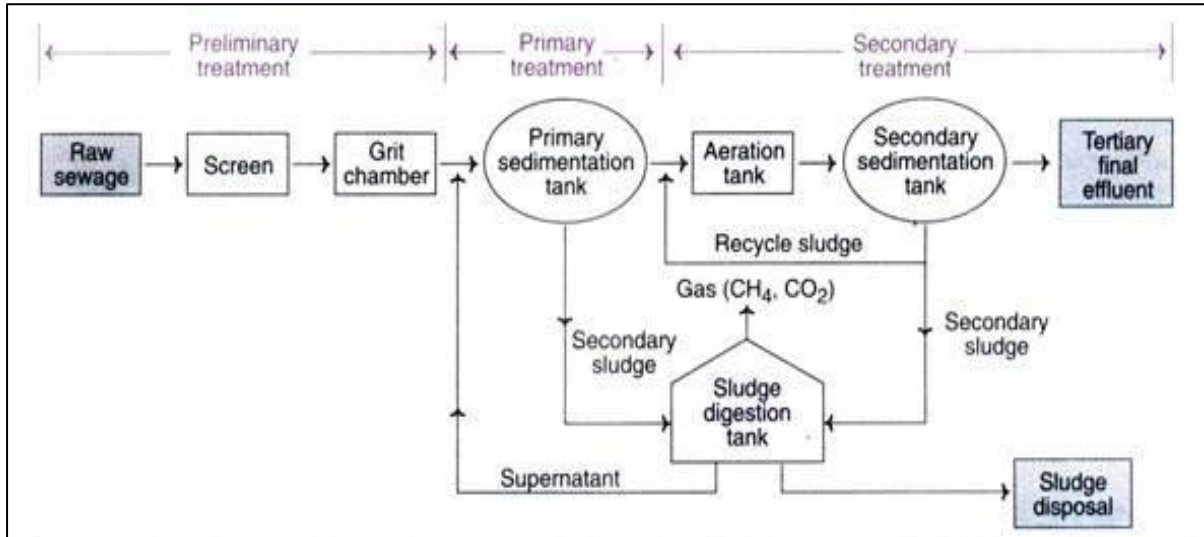 Preliminary
treatment
Primary
treatment
Secondary
treatment
Raw
sewage
Screen
Grit
chamber
Primary
sedimentation
tank
Aeration
tank
Secondary
sedimentation
tank
Tertiary
final
effluent
Recycle sludge
Gas (CH₄, CO₂)
Secondary
sludge
Secondary
sludge
Sludge
digestion
tank
Supernatant
Sludge
disposal